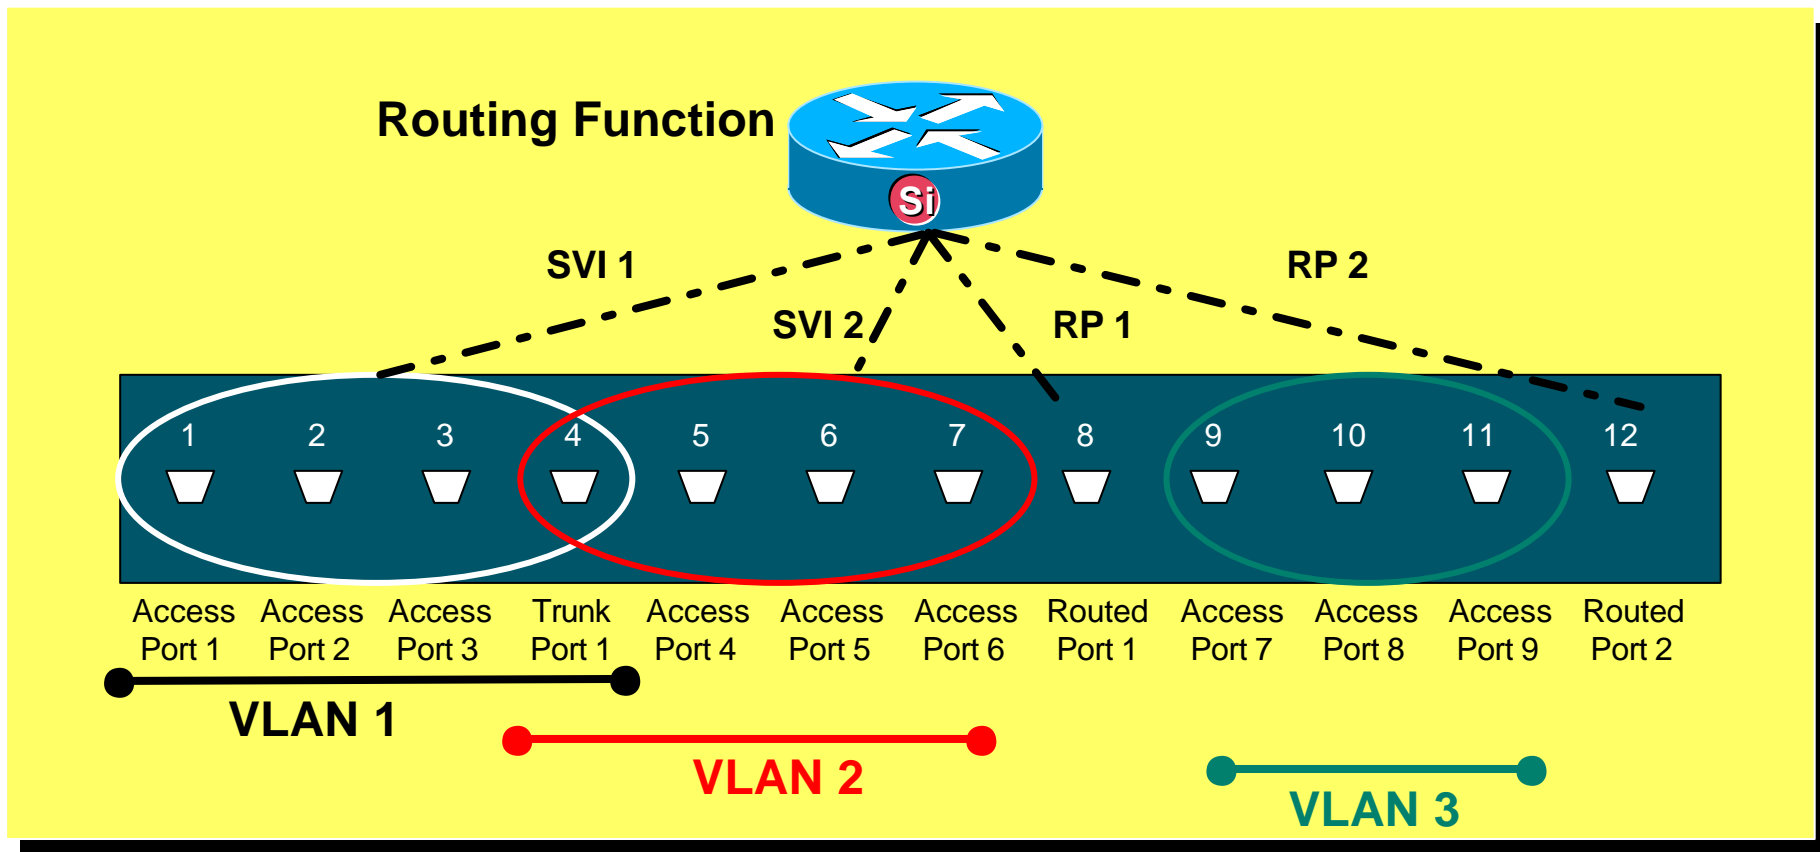 Routing Function
Si
SVI 1
RP 2
SVI 2
RP 1
1 2 3 4 5 6 7 8 9 10 11 12
Access Access Access Trunk Access Access Access Routed Access Access Access Routed
Port 1 Port 2 Port 3 Port 1 Port 4 Port 5 Port 6 Port 1 Port 7 Port 8 Port 9 Port 2
VLAN 1
VLAN 2
VLAN 3